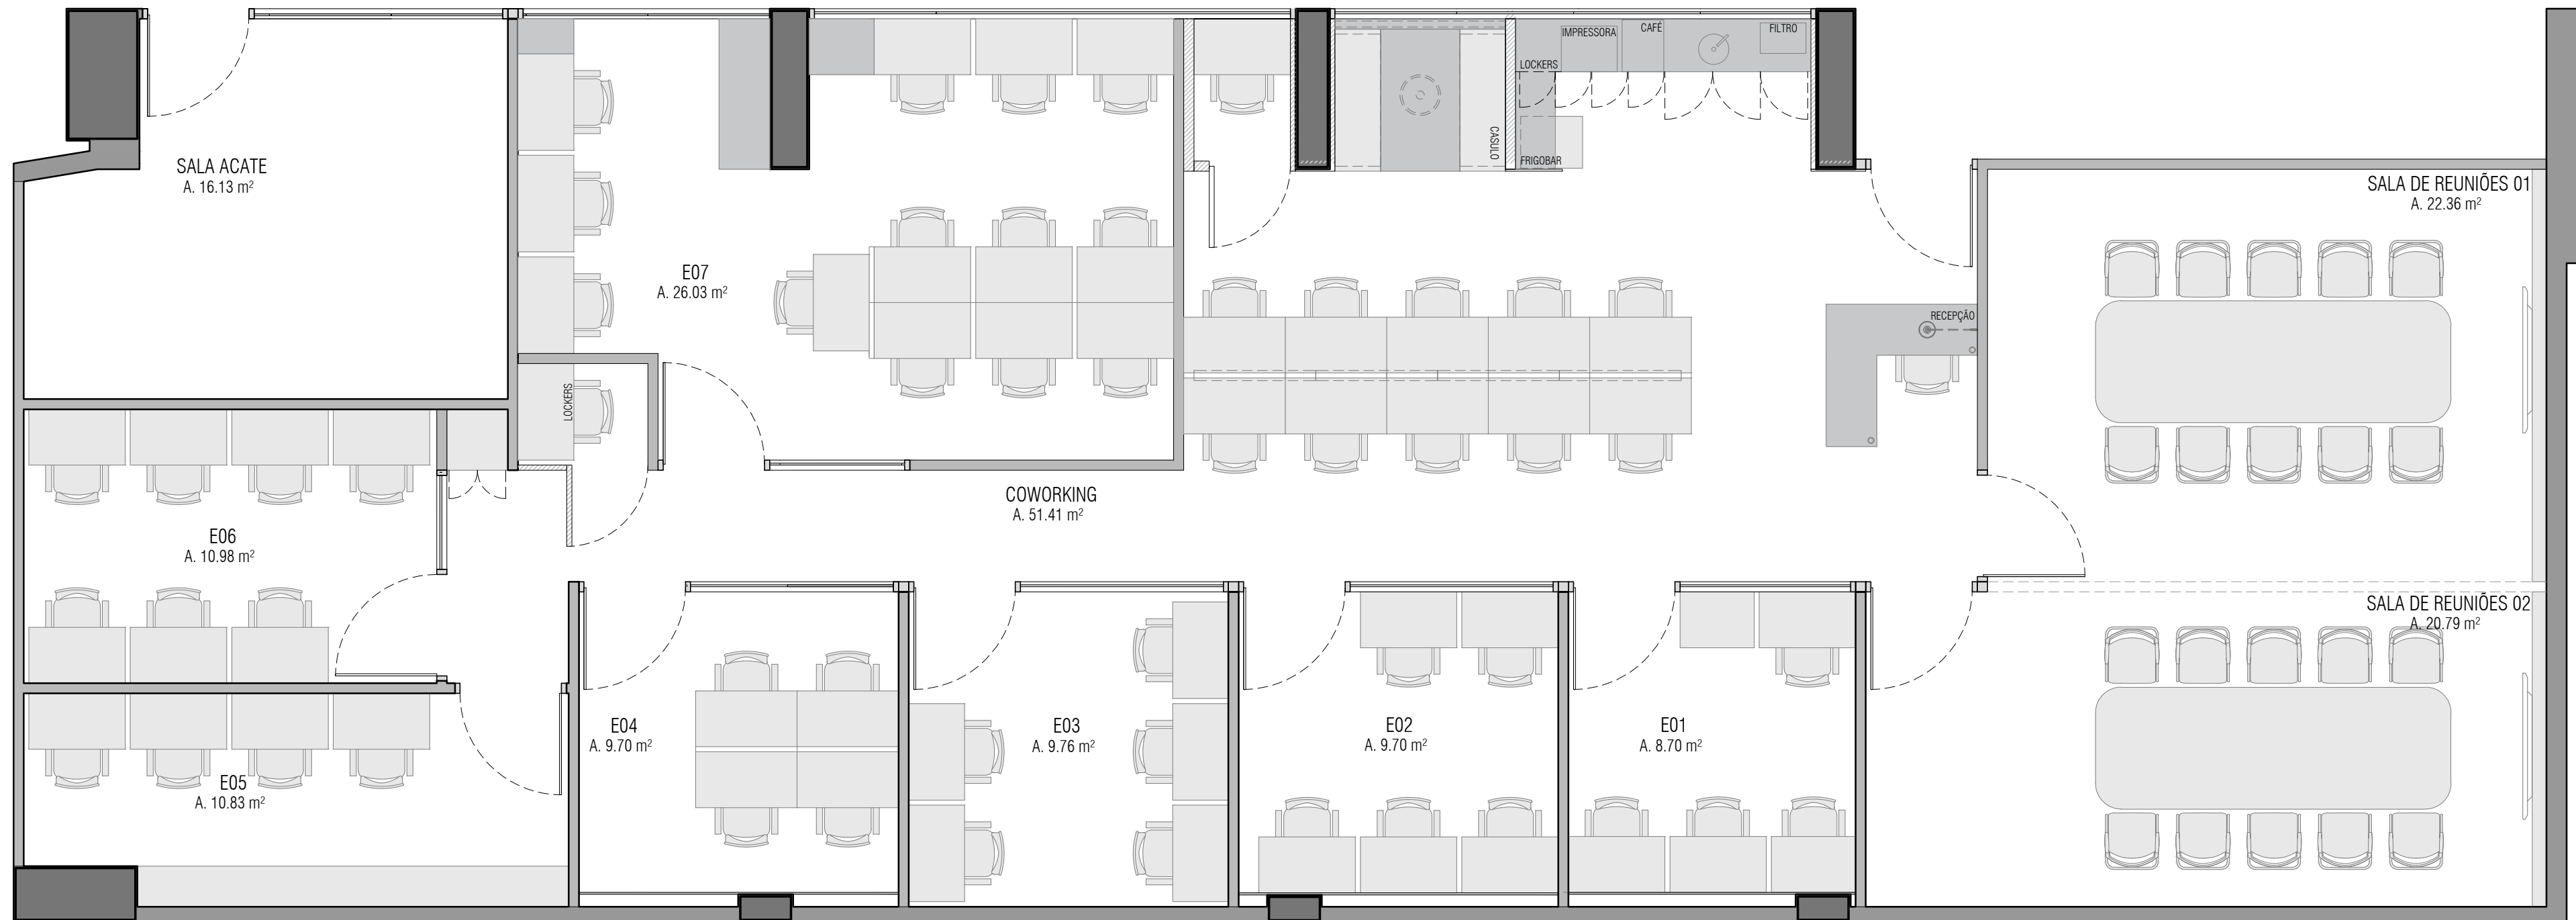 IMPRESSORA
CAFÉ
FILTRO
LOCKERS
CASULO
FRIGOBAR
SALA ACATE
A. 16.13 m²
SALA DE REUNIÕES 01
A. 22.36 m²
E07
A. 26.03 m²
RECEPÇÃO
LOCKERS
COWORKING
A. 51.41 m²
E06
A. 10.98 m²
SALA DE REUNIÕES 02
A. 20.79 m²
E04
A. 9.70 m²
E03
A. 9.76 m²
E02
A. 9.70 m²
E01
A. 8.70 m²
E05
A. 10.83 m²